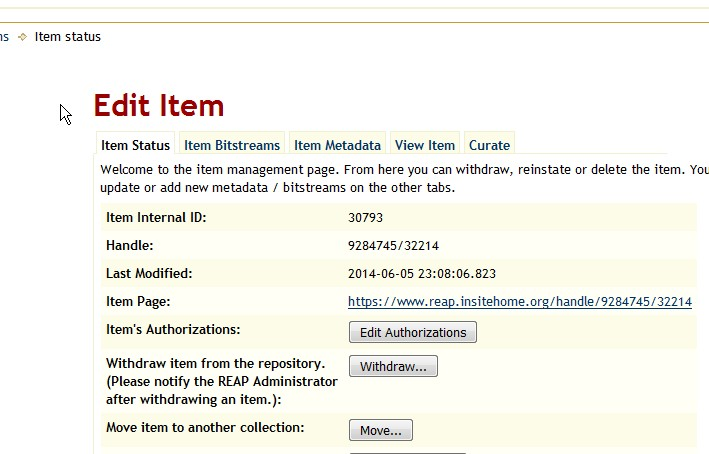 ns Item status
Edit Item
Item Status Item Bitstreams Item Metadata View Item Curate
Welcome to the item management page. From here you can withdraw, reinstate or delete the item. You
update or add new metadata / bitstreams on the other tabs.
Item Internal ID: 30793
Handle: 9284745/32214
Last Modified: 2014-06-05 23:08:06.823
Item Page: https://www.reap.insitehome.org/handle/9284745/32214
Item's Authorizations: Edit Authorizations
Withdraw item from the repository. Withdraw...
(Please notify the REAP Administrator
after withdrawing an item.):
Move item to another collection: Move...